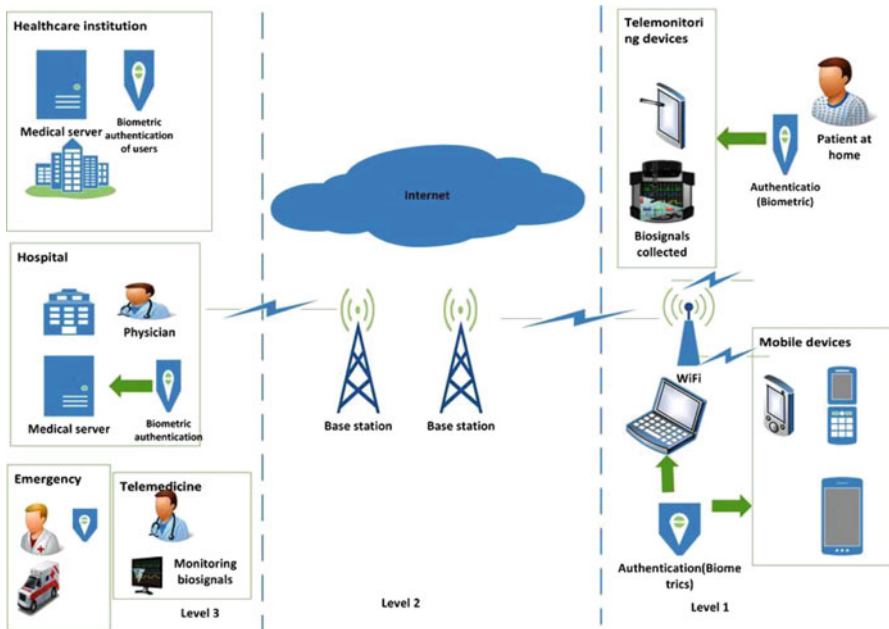 Healthcare institution
Medical server
Biometric
authentication
of users
Hospital
Physician
Medical server
Biometric
authentication
Emergency
Telemedicine
Monitoring
biosignals
Level 3
Internet
Base station
Base station
Level 2
Telemonitori
ng devices
Biosignals
collected
Patient at
home
Authenticatio
(Biometric)
WiFi
Mobile devices
Authentication(Biome
trics)
Level 1